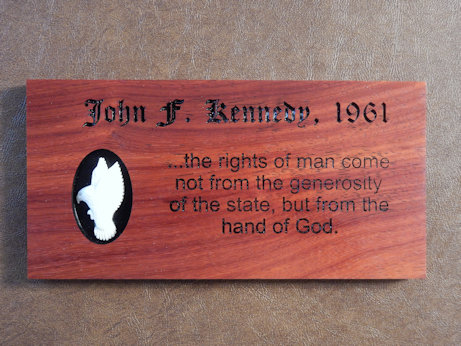 John F. Kennedy, 1961
...the rights of man come
not from the generosity
of the state, but from the
hand of God.